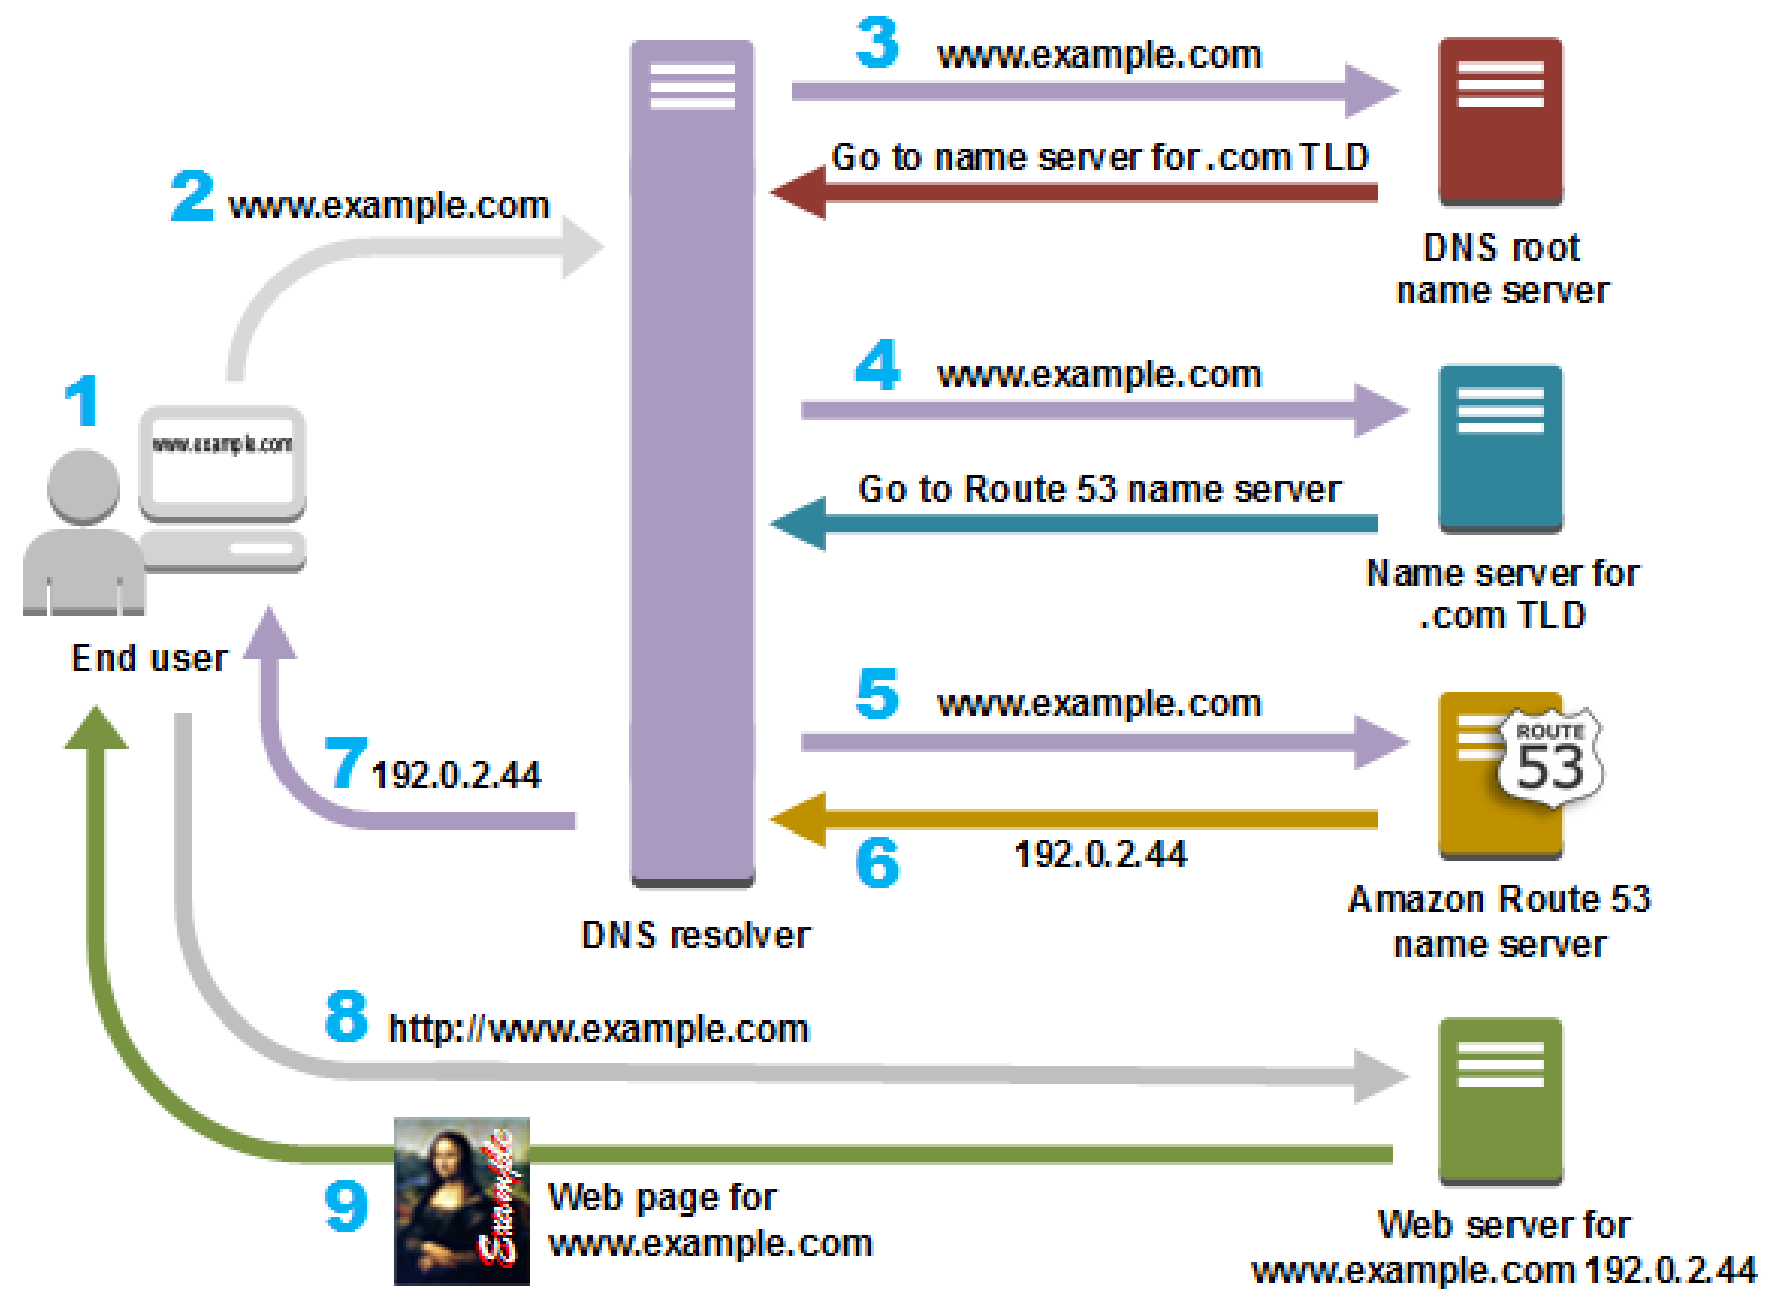 3 www.example.com
Go to name server for .com TLD
DNS root
name server
2 www.example.com
1
www.example.com
End user
4 www.example.com
Go to Route 53 name server
Name server for
.com TLD
5 www.example.com
ROUTE
53
6 192.0.2.44
Amazon Route 53
name server
7 192.0.2.44
DNS resolver
8 http://www.example.com
9
Example
Web page for
www.example.com
Web server for
www.example.com 192.0.2.44